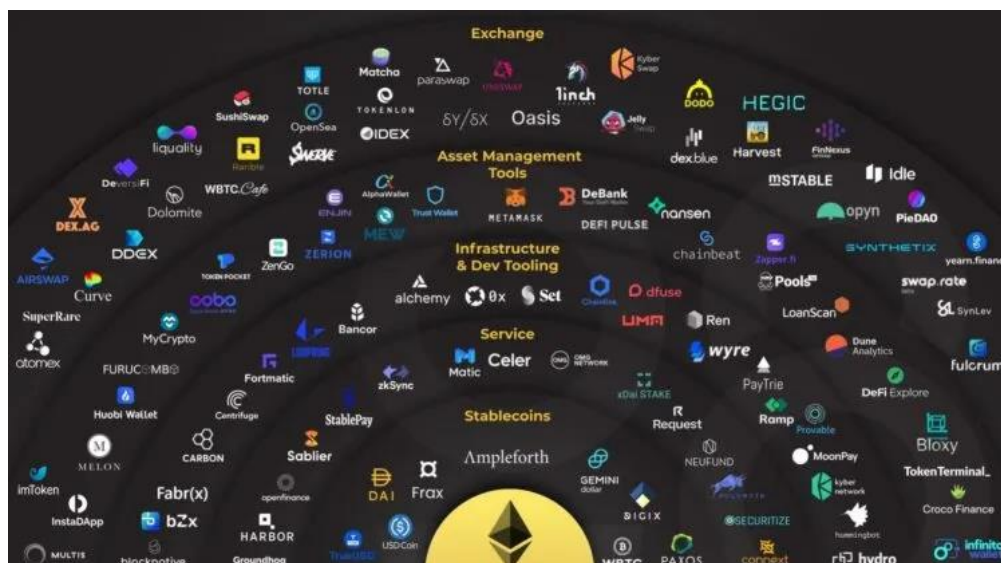 Exchange
Matcha
paraswap
1inch
Kyber
Swap
TOTLE
TOKENLON
DODO
HEGIC
SushiSwap
OpenSea
IDEX
δY/δX
Oasis
Jelly
Swap
liquality
Rarible
SWERVE
dex.blue
Harvest
FinNexus
Asset Management
Tools
DeversiFi
WBTC.Cafe
AlphaWallet
DeBank
mSTABLE
Idle
Dolomite
ENJIN
Trust Wallet
METAMASK
nansen
opyn
PieDAO
DEX.AG
MEW
DEFI PULSE
DDEX
ZenGo
ZERION
Infrastructure
& Dev Tooling
chainbeat
Zapper.fi
SYNTHETIX
yearn.finance
AIRSWAP
TOKEN POCKET
Curve
alchemy
0x
Set
Chainlink
dfuse
Pools
swap.rate
SuperRare
cobo
Bancor
UMA
Ren
LoanScan
SynLev
MyCrypto
LOOPRING
Service
atomex
Matic
Celer
OMG
OMG
NETWORK
wyre
Dune
Analytics
fulcrum
FURUCOMBO
Fortmatic
zkSync
PayTrie
DeFi Explore
Huobi Wallet
xDai STAKE
Centrifuge
StablePay
Stablecoins
Request
Ramp
Provable
Bloxy
MELON
CARBON
Sablier
Ampleforth
NEUFUND
MoonPay
TokenTerminal_
imToken
openfinance
DAI
Frax
GEMINI
dollar
POLYMATH
kyber
network
Croco Finance
InstaDApp
Fabr(x)
bZx
DIGIX
SECURITIZE
HARBOR
USD Coin
hummingbot
MULTIS
blocknative
Groundhog
TrueUSD
WBTC
PAXOS
connext
hydro
infinito
wallet